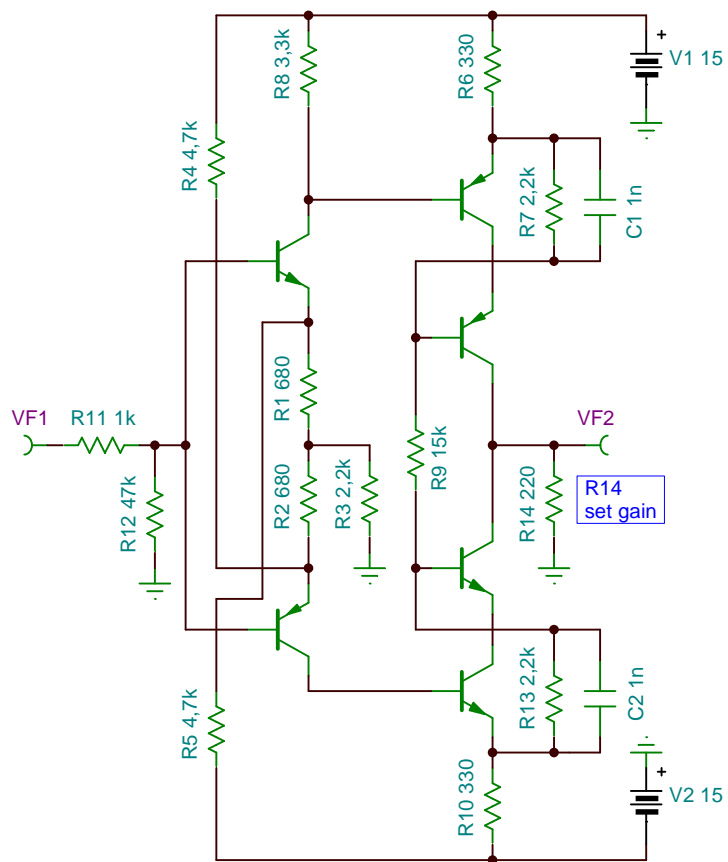 R8 3,3k
R6 330
+
V1 15
R4 4,7k
R7 2,2k
C1 1n
R1 680
VF1
R11 1k
R9 15k
VF2
R12 47k
R2 680
R3 2,2k
R14 220
R14
set gain
R5 4,7k
R13 2,2k
C2 1n
R10 330
+
V2 15